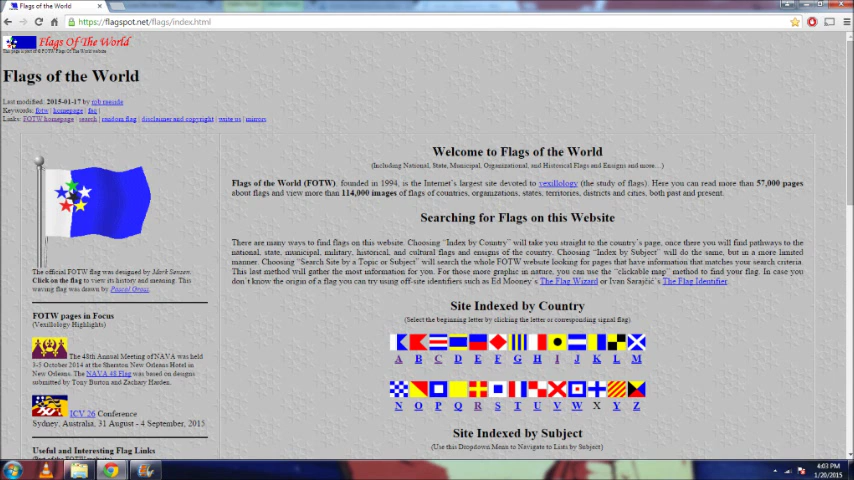 Flags of the World
https://flagspot.net/flags/index.html
Flags Of the World
This page is part of © FOTW Flags Of The World website
Flags of the World
Last modified: 2015-01-17 by rob raeside
Keywords: fotw | homepage | faq |
Links: FOTW homepage | search | random flag | disclaimer and copyright | write us | mirrors
The official FOTW flag was designed by Mark Sensen.
Click on the flag to view its history and meaning. This
waving flag was drawn by Pascal Gross.
FOTW pages in Focus
(Vexillology Highlights)
The 48th Annual Meeting of NAVA was held
3-5 October 2014 at the Sheraton New Orleans Hotel in
New Orleans. The NAVA 48 Flag was based on designs
submitted by Tony Burton and Zachary Harden.
ICV 26 Conference
Sydney, Australia, 31 August - 4 September, 2015.
Useful and Interesting Flag Links
(Part of the FOTW website)
Welcome to Flags of the World
(Including National, State, Municipal, Organizational, and Historical Flags and Ensigns and more…)
Flags of the World (FOTW), founded in 1994, is the Internet's largest site devoted to vexillology (the study of flags). Here you can read more than 57,000 pages
about flags and view more than 114,000 images of flags of countries, organizations, states, territories, districts and cities, both past and present.
Searching for Flags on this Website
There are many ways to find flags on this website. Choosing "Index by Country" will take you straight to the country's page, once there you will find pathways to the
national, state, municipal, military, historical, and cultural flags and ensigns of the country. Choosing "Index by Subject" will do the same, but in a more limited
manner. Choosing "Search Site by a Topic or Subject" will search the whole FOTW website looking for pages that have information that matches your search criteria.
This last method will gather the most information for you. For those more graphic in nature, you can use the "clickable map" method to find your flag. In case you
don't know the origin of a flag you can try using off-site identifiers such as Ed Mooney's The Flag Wizard or Ivan Sarajčić's The Flag Identifier.
Site Indexed by Country
(Select the beginning letter by clicking the letter or corresponding signal flag).
A B C D E F G H I J K L M
N O P Q R S T U V W X Y Z
Site Indexed by Subject
(Use this Dropdown Menu to Navigate to Lists by Subject)
4:03 PM
1/20/2015